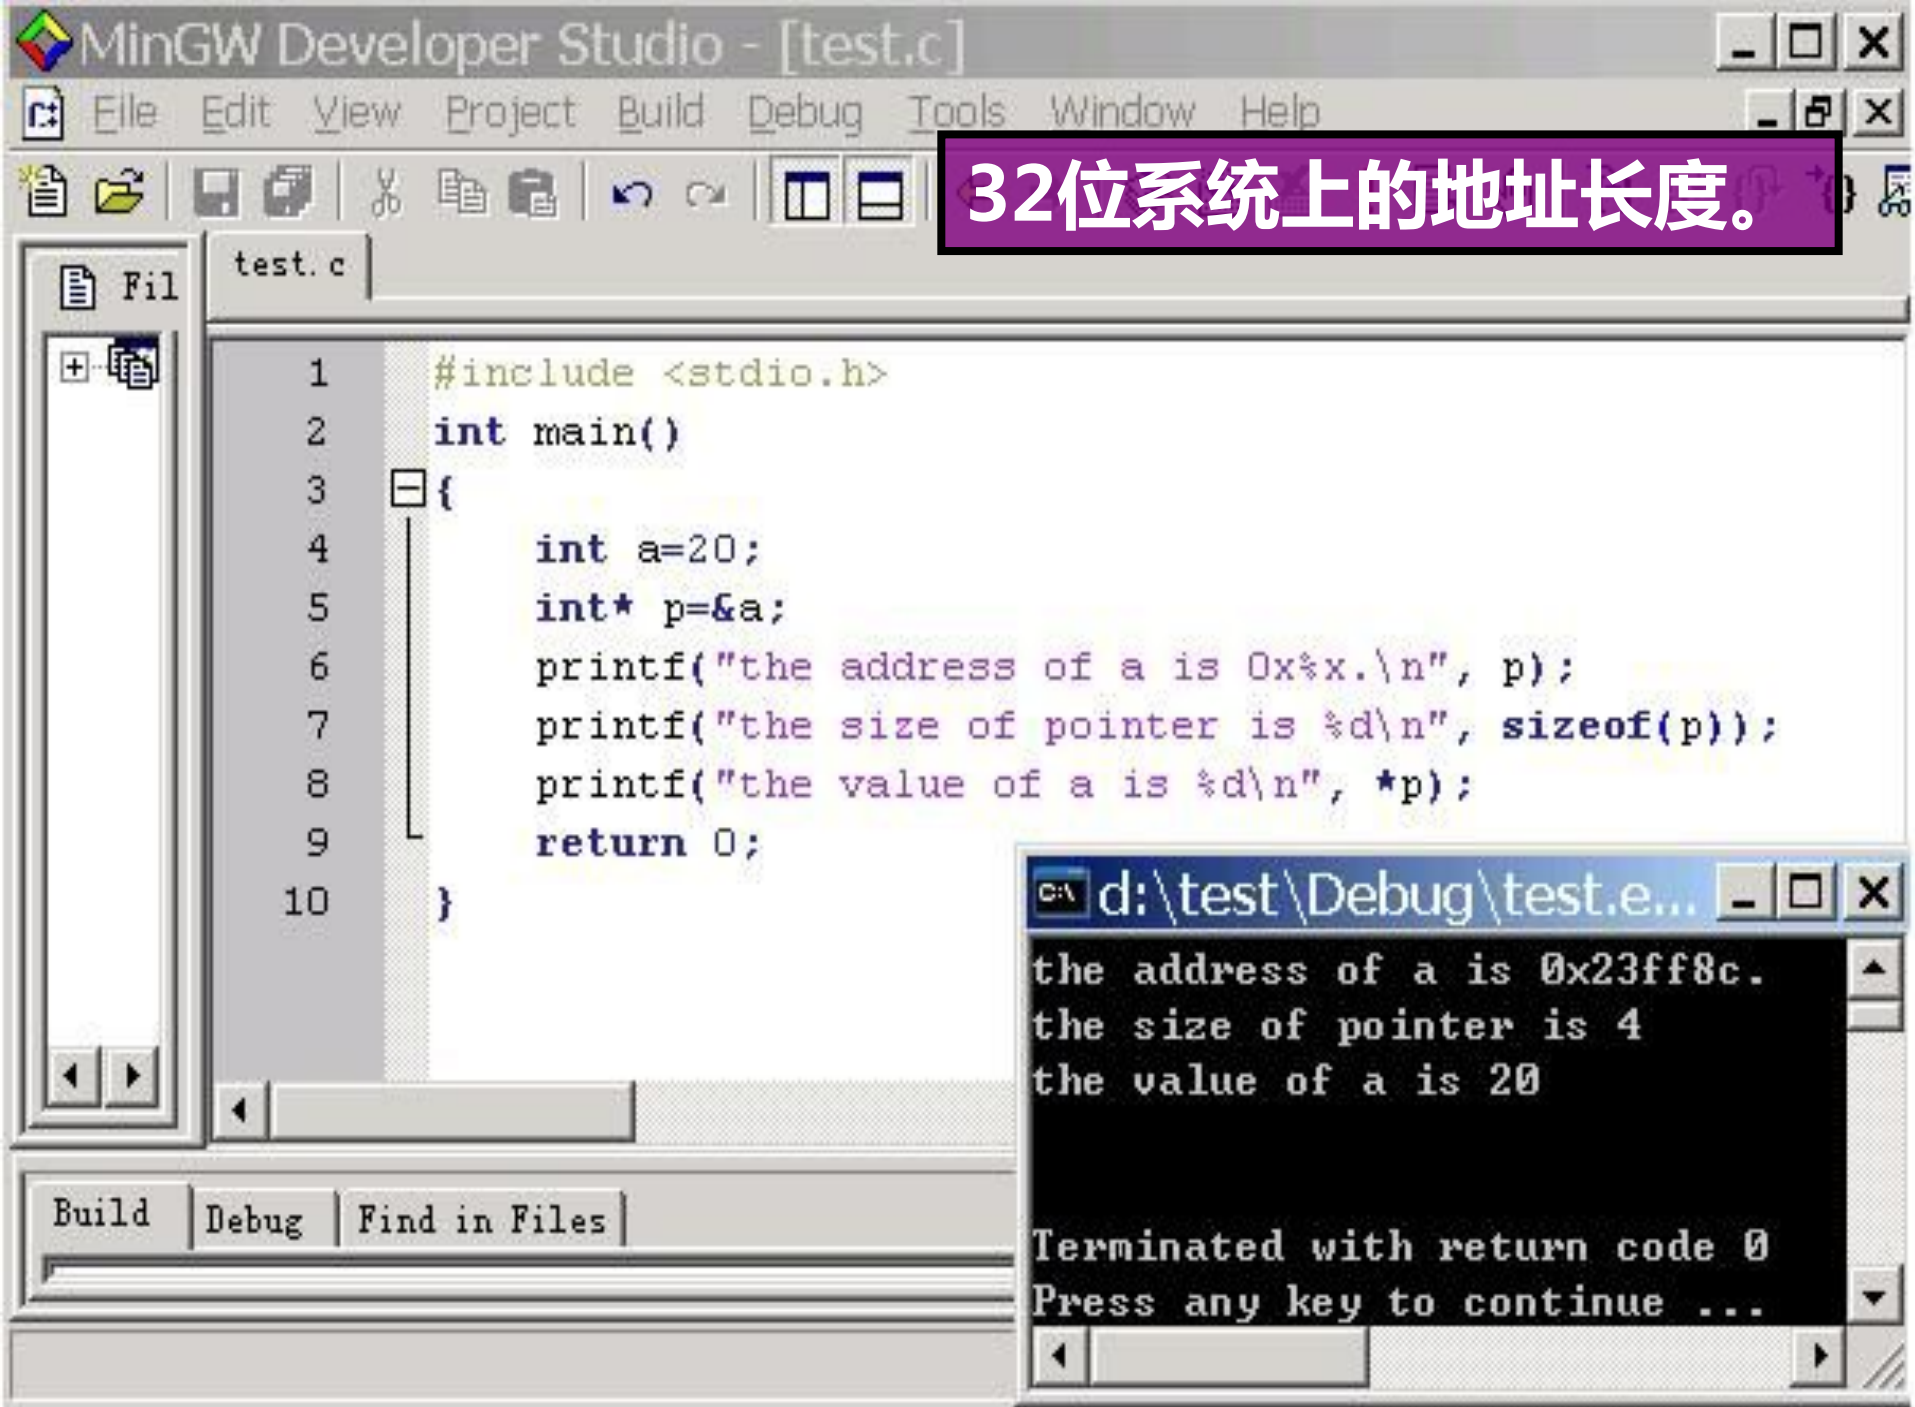 MinGW Developer Studio - [test.c]
File Edit View Project Build Debug Tools Window Help
32位系统上的地址长度。
Fil
test.c
1 #include <stdio.h>
2 int main()
3 {
4 int a=20;
5 int* p=&a;
6 printf("the address of a is 0x%x.\n", p);
7 printf("the size of pointer is %d\n", sizeof(p));
8 printf("the value of a is %d\n", *p);
9 return 0;
10 }
d:\test\Debug\test.e...
the address of a is 0x23ff8c.
the size of pointer is 4
the value of a is 20
Terminated with return code 0
Press any key to continue ...
Build Debug Find in Files